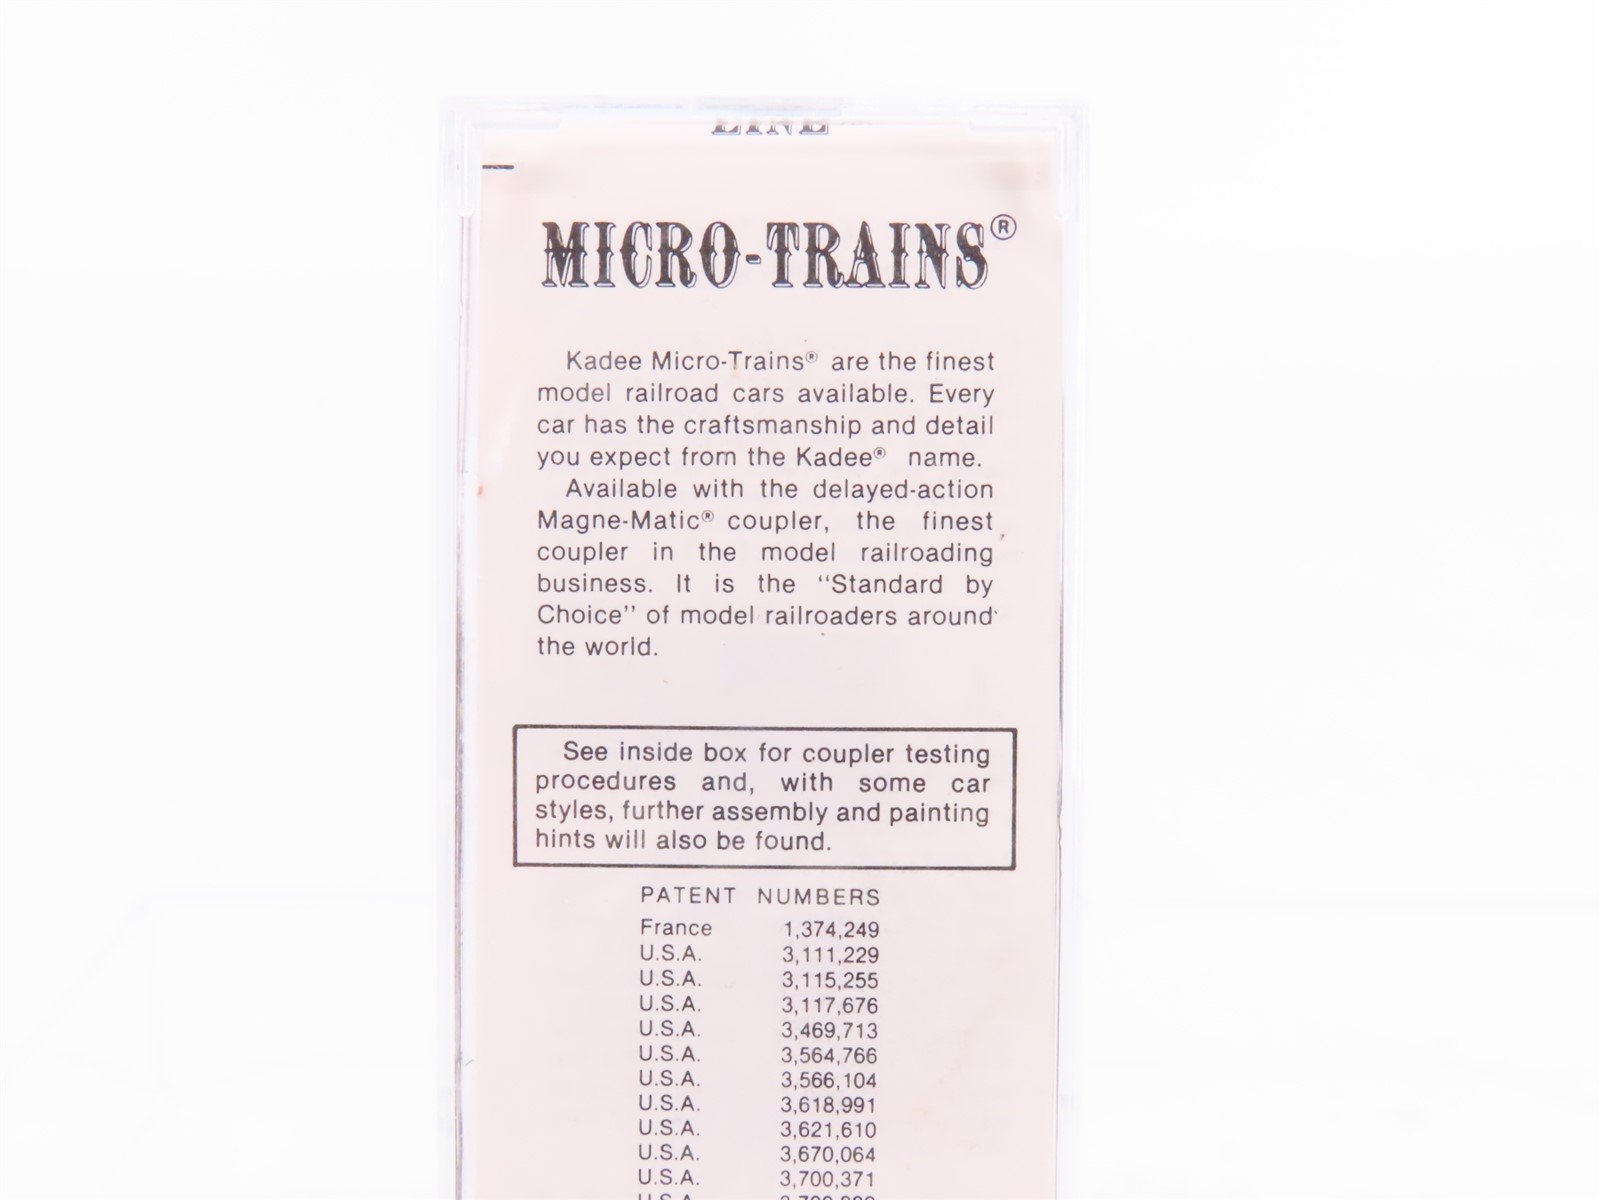 LINE
MICRO-TRAINS®
Kadee Micro-Trains® are the finest
model railroad cars available. Every
car has the craftsmanship and detail
you expect from the Kadee® name.
Available with the delayed-action
Magne-Matic® coupler, the finest
coupler in the model railroading
business. It is the "Standard by
Choice" of model railroaders around
the world.
See inside box for coupler testing
procedures and, with some car
styles, further assembly and painting
hints will also be found.
PATENT NUMBERS
France 1,374,249
U.S.A. 3,111,229
U.S.A. 3,115,255
U.S.A. 3,117,676
U.S.A. 3,469,713
U.S.A. 3,564,766
U.S.A. 3,566,104
U.S.A. 3,618,991
U.S.A. 3,621,610
U.S.A. 3,670,064
U.S.A. 3,700,371
U.S.A.